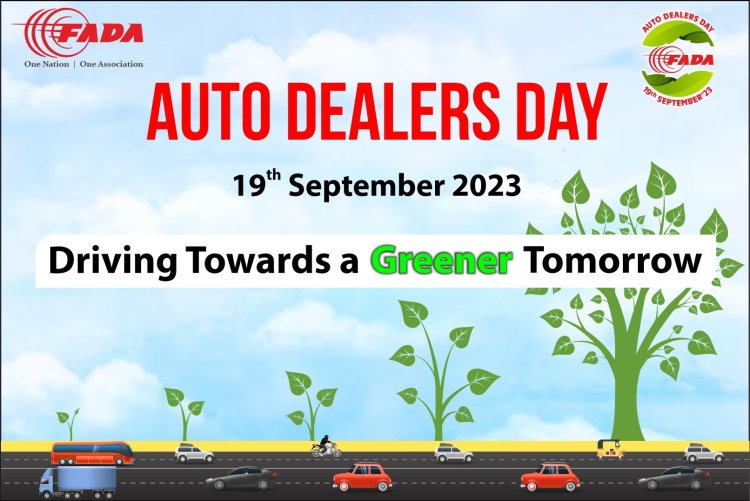 FADA
One Nation | One Association
AUTO DEALERS DAY
FADA
19th SEPTEMBER'23
AUTO DEALERS DAY
19th September 2023
Driving Towards a Greener Tomorrow